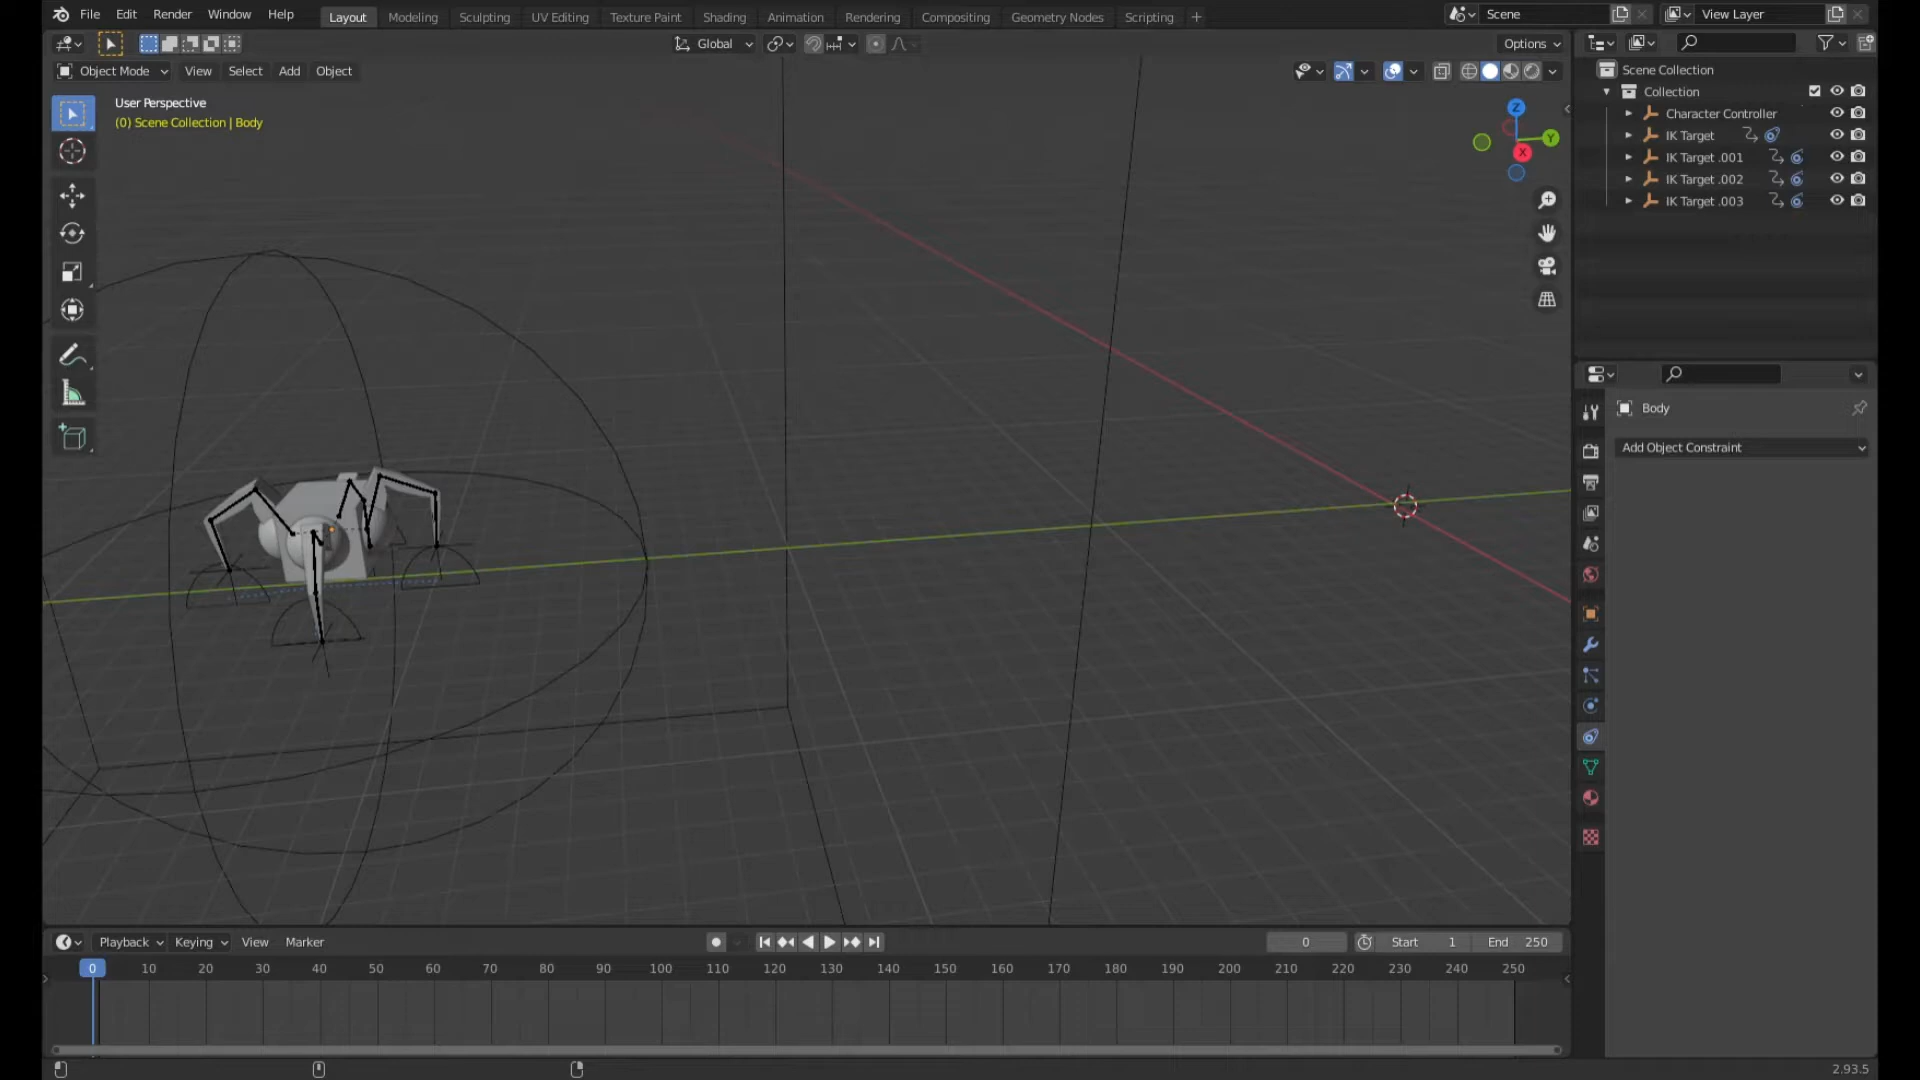 File Edit Render Window Help Layout Modeling Sculpting UV Editing Texture Paint Shading Animation Rendering Compositing Geometry Nodes Scripting + Scene View Layer
Global Options
Object Mode View Select Add Object
User Perspective
(0) Scene Collection | Body
Z
Y
X
Scene Collection
Collection
Character Controller
IK Target
IK Target .001
IK Target .002
IK Target .003
Body
Add Object Constraint
Playback Keying View Marker 0 Start 1 End 250
0 10 20 30 40 50 60 70 80 90 100 110 120 130 140 150 160 170 180 190 200 210 220 230 240 250
2.93.5